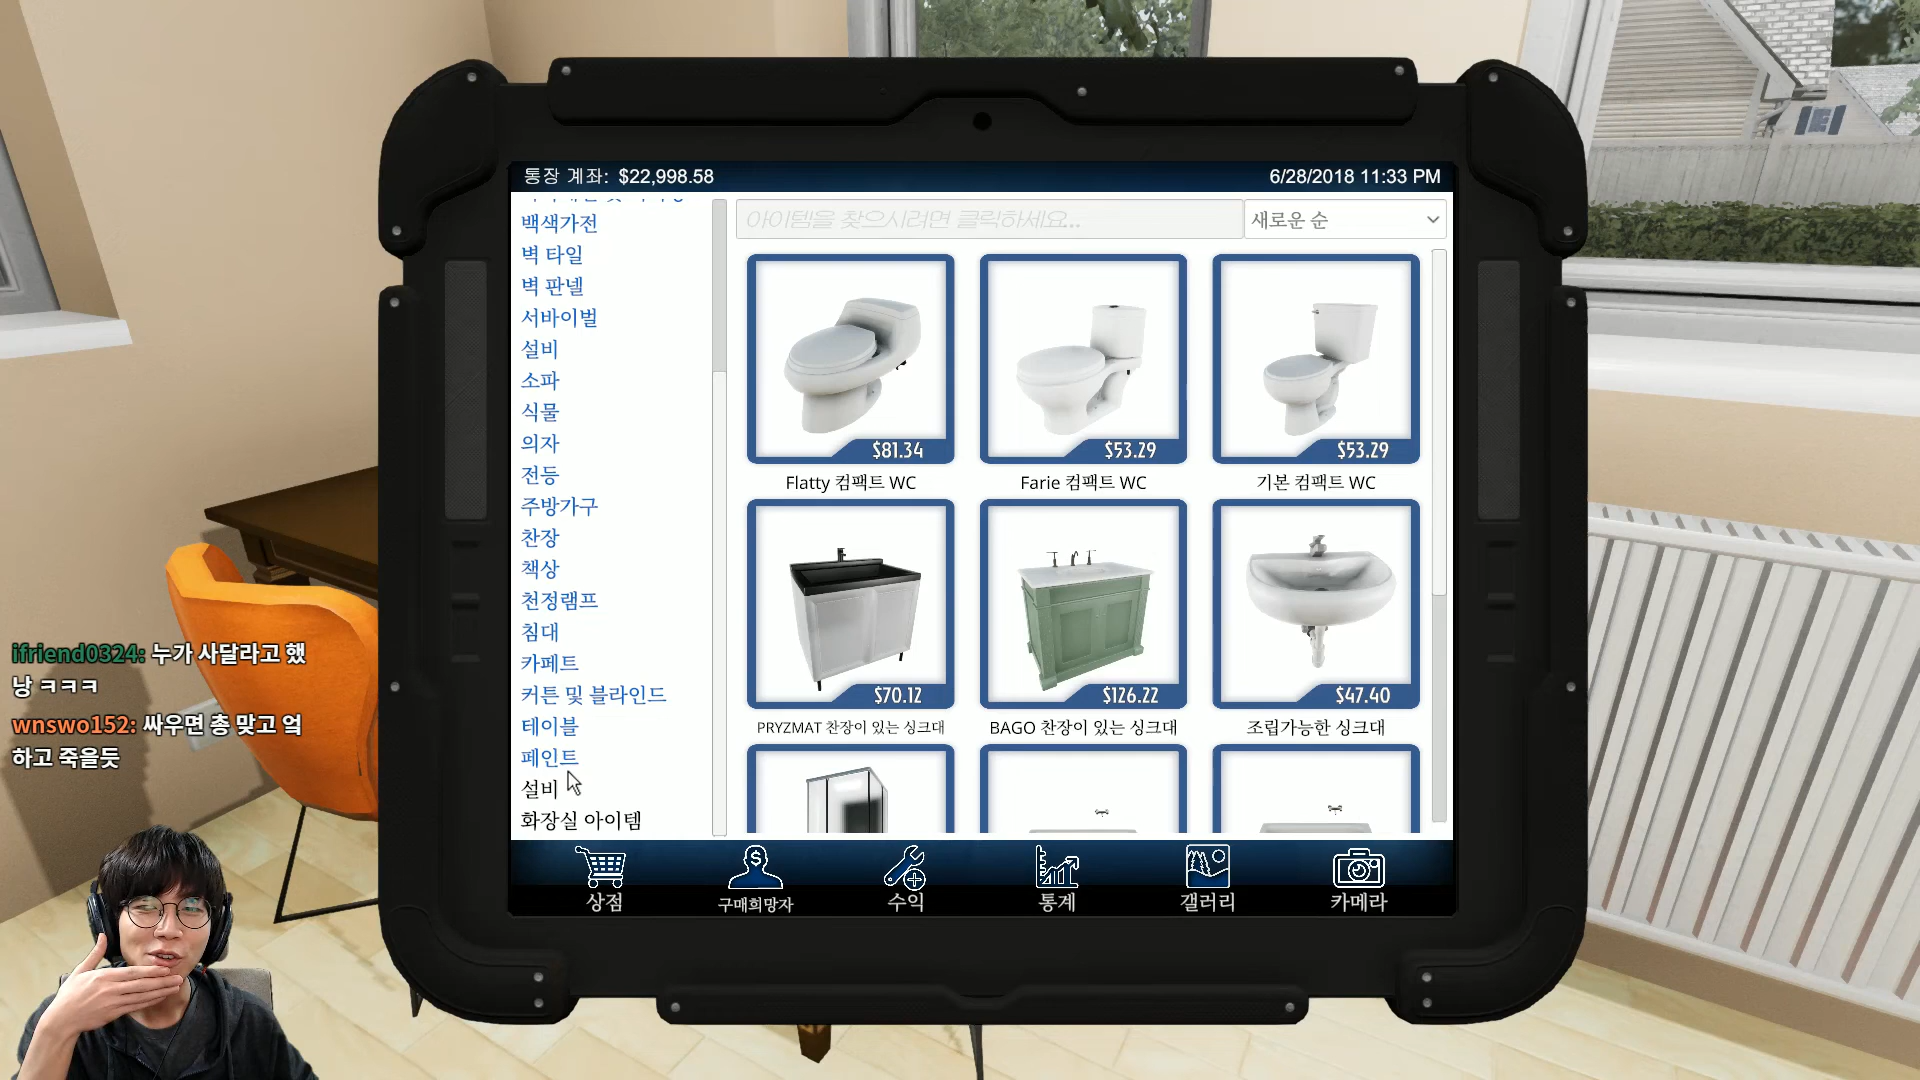 통장 계좌: $22,998.58
6/28/2018 11:33 PM
아이템을 찾으시려면 클릭하세요...
새로운 순
백색가전
벽 타일
벽 판넬
서바이벌
설비
소파
식물
의자
전등
주방가구
찬장
책상
천정램프
침대
카페트
커튼 및 블라인드
테이블
페인트
설비
화장실 아이템
$81.34
$53.29
$53.29
Flatty 컴팩트 WC
Farie 컴팩트 WC
기본 컴팩트 WC
$70.12
$126.22
$47.40
PRYZMAT 찬장이 있는 싱크대
BAGO 찬장이 있는 싱크대
조립가능한 싱크대
상점
구매희망자
수익
통계
갤러리
카메라
ifriend0324: 누가 사달라고 했
냥 ㅋㅋㅋ
wnswo152: 싸우면 총 맞고 엌
하고 죽을듯